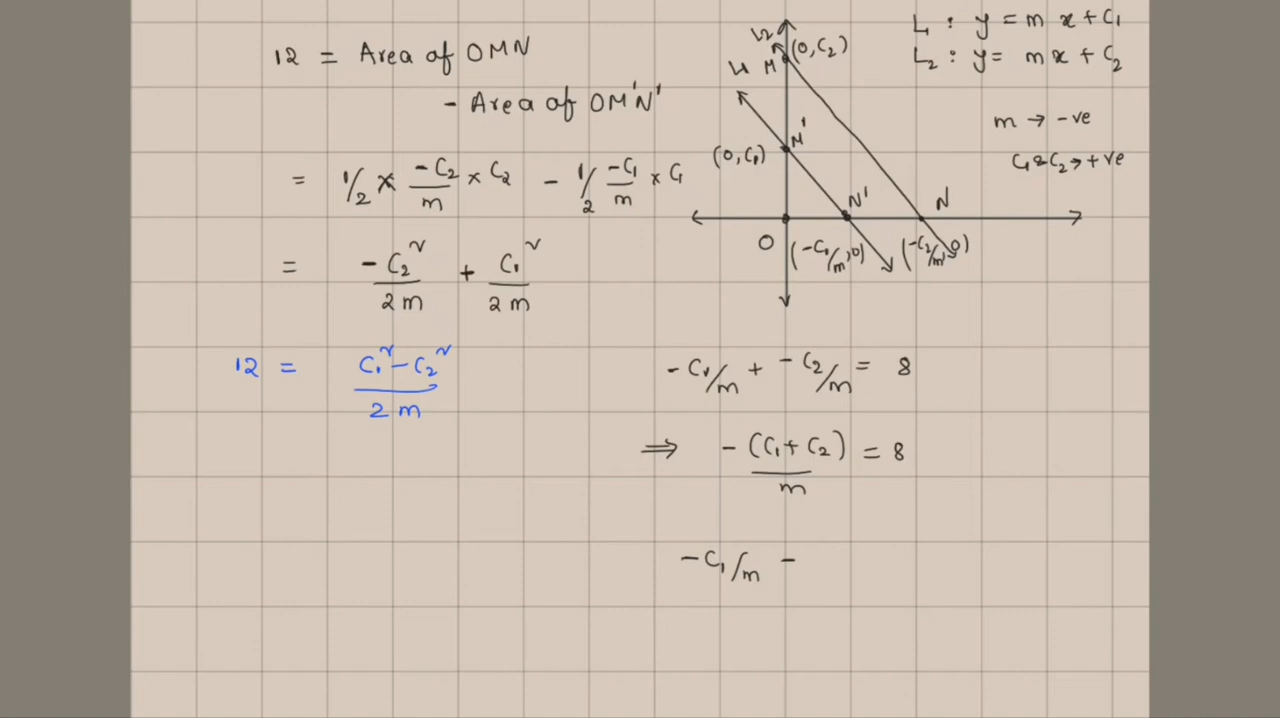 12 = Area of OMN
- Area of OM'N'
= 1/2 × -C₂/m × C₂ - 1/2 -C₁/m × C₁
= -C₂²/2m + C₁²/2m
12 = C₁²-C₂²/2m
L₁ : y = m x + C₁
L₂ : y = m x + C₂
m → -ve
C₁ & C₂ → +ve
L2
(0, C₂)
L1
M
M'
(0, C₁)
N'
N
O
(-C₁/m, 0)
(-C₂/m, 0)
-C₁/m + -C₂/m = 8
⇒ -(C₁+C₂)/m = 8
-C₁/m -